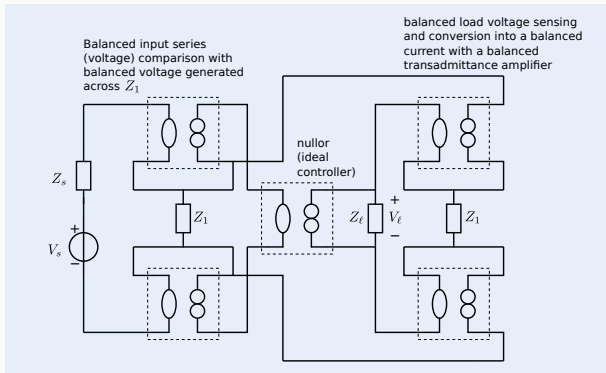 balanced load voltage sensing
and conversion into a balanced
current with a balanced
transadmittance amplifier
Balanced input series
(voltage) comparison with
balanced voltage generated
across Z₁
nullor
(ideal
controller)
Zₛ
Z₁
Zℓ
+
Vℓ
−
Z₁
+
Vₛ
−